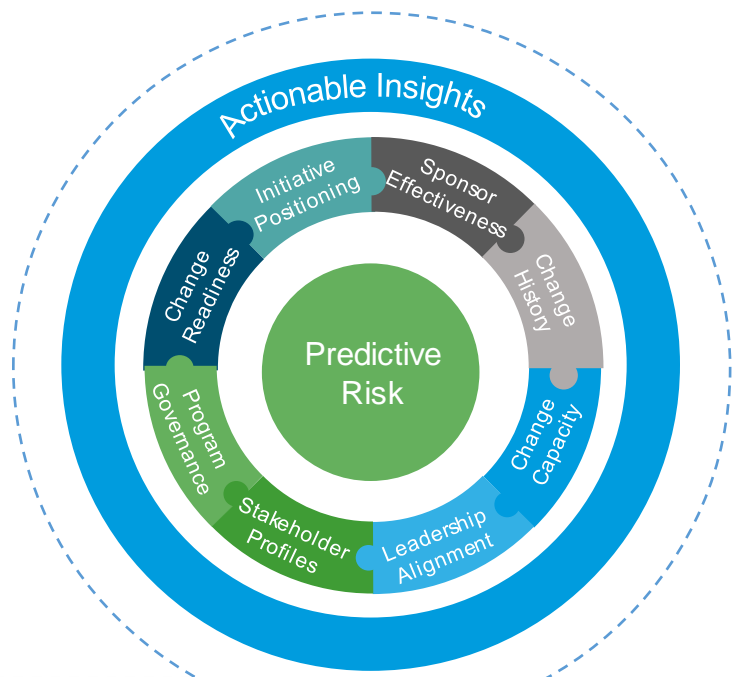 Actionable Insights
Initiative
Positioning
Sponsor
Effectiveness
Change
History
Change
Capacity
Leadership
Alignment
Stakeholder
Profiles
Program
Governance
Change
Readiness
Predictive
Risk